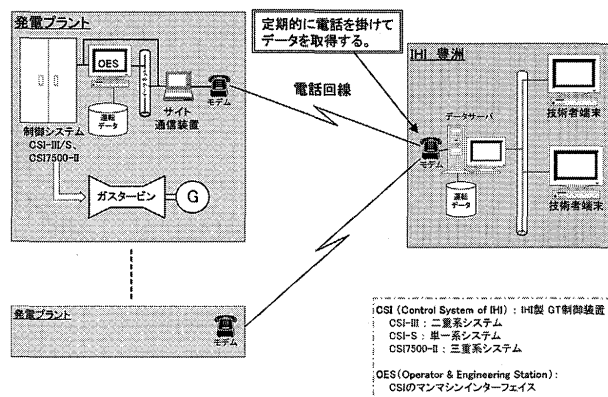 発電プラント
OES
運転
データ
サイト
通信装置
モデム
制御システム
CSI-III/S、
CSI7500-II
ガスタービン
G
発電プラント
モデム
定期的に電話を掛けて
データを取得する。
電話回線
IHI 豊洲
データサーバ
モデム
運転
データ
技術者端末
技術者端末
CSI (Control System of IHI) : IHI製 GT制御装置
CSI-III : 二重系システム
CSI-S : 単一系システム
CSI7500-II : 三重系システム
OES(Operator & Engineering Station) :
CSIのマンマシンインターフェイス